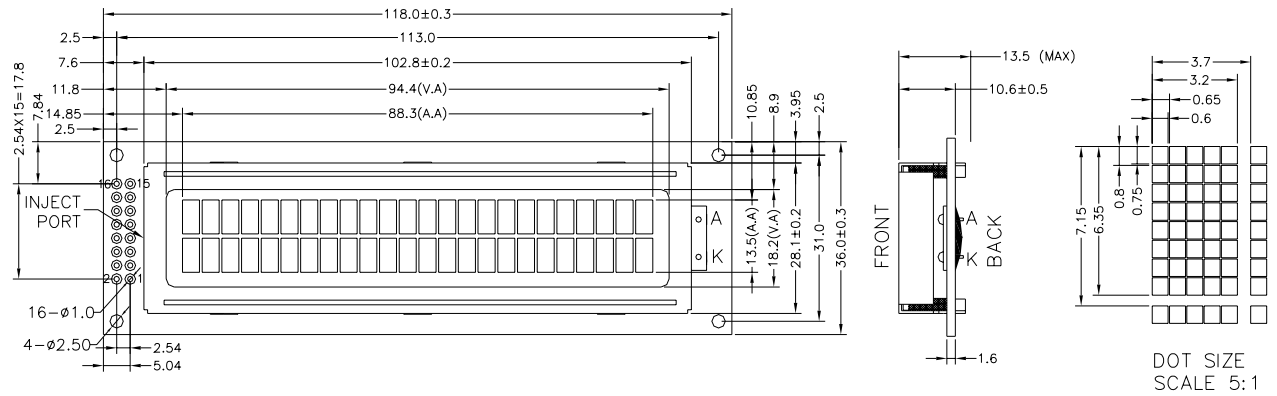 118.0±0.3
2.5
113.0
7.6
102.8±0.2
11.8
94.4(V.A)
14.85
88.3(A.A)
2.5
2.54X15=17.8
7.84
10.85
8.9
3.95
2.5
16
15
INJECT
PORT
2
1
16-ø1.0
4-ø2.50
2.54
5.04
A
K
13.5(A.A)
18.2(V.A)
28.1±0.2
31.0
36.0±0.3
13.5 (MAX)
10.6±0.5
FRONT
A
K
BACK
1.6
3.7
3.2
0.65
0.6
7.15
6.35
0.8
0.75
DOT SIZE
SCALE 5:1